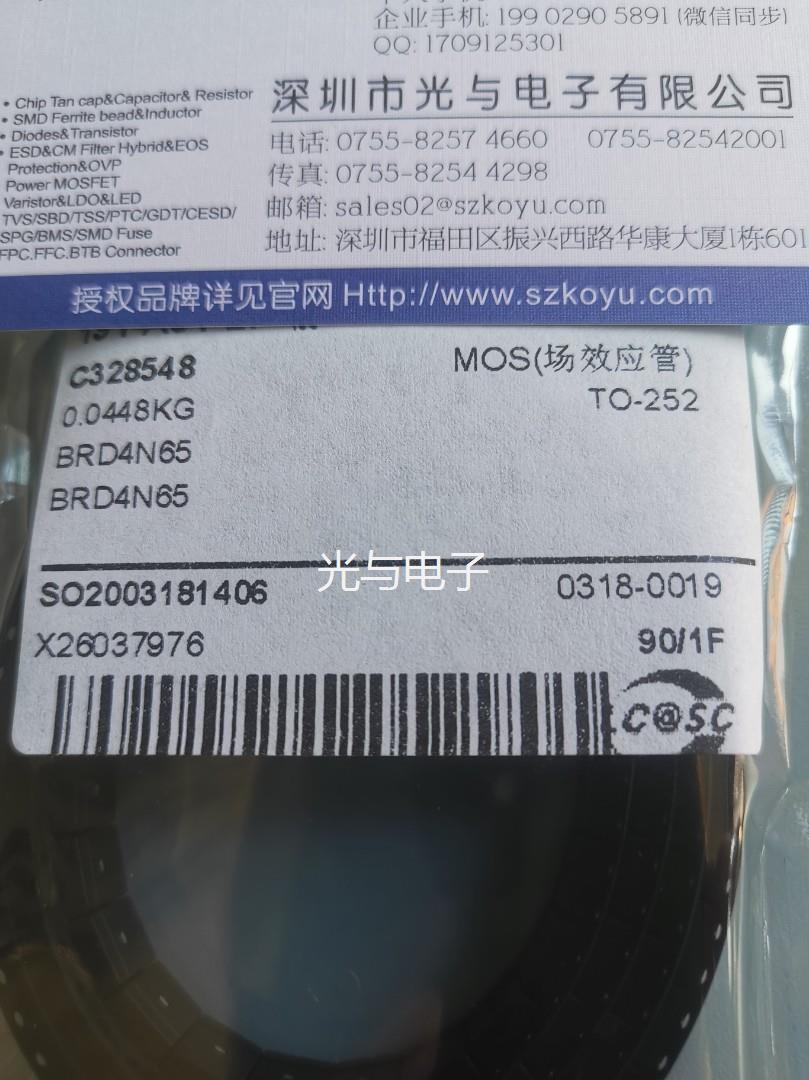 企业手机: 199 0290 5891 (微信同步)
QQ: 1709125301
• Chip Tan cap&Capacitor& Resistor
• SMD Ferrite bead&Inductor
• Diodes&Transistor
• ESD&CM Filter Hybrid&EOS
Protection&OVP
Power MOSFET
Varistor&LDO&LED
TVS/SBD/TSS/PTC/GDT/CESD/
SPG/BMS/SMD Fuse
FPC.FFC.BTB Connector
深圳市光与电子有限公司
电话: 0755-8257 4660 0755-82542001
传真: 0755-8254 4298
邮箱: sales02@szkoyu.com
地址: 深圳市福田区振兴西路华康大厦1栋601
授权品牌详见官网 Http://www.szkoyu.com
C328548
MOS(场效应管)
0.0448KG
TO-252
BRD4N65
BRD4N65
光与电子
SO2003181406
0318-0019
X26037976
90/1F
C@SC